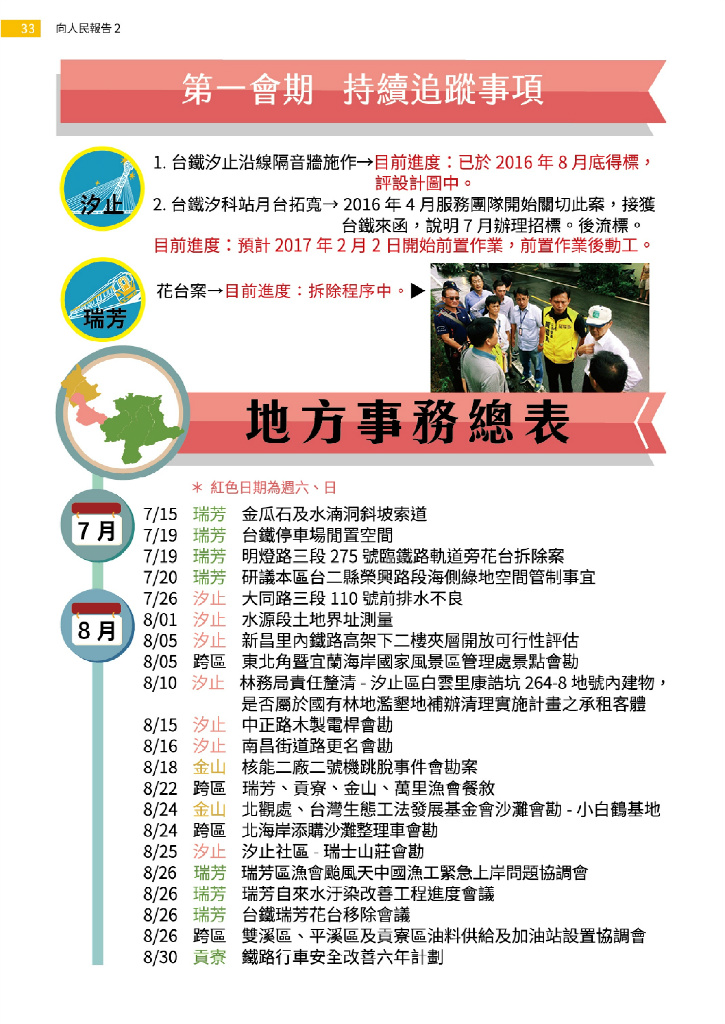 33 向人民報告 2
第一會期 持續追蹤事項
汐止
1. 台鐵汐止沿線隔音牆施作→目前進度：已於 2016 年 8 月底得標，
評設計圖中。
2. 台鐵汐科站月台拓寬→ 2016 年 4 月服務團隊開始關切此案，接獲
台鐵來函，說明 7 月辦理招標。後流標。
目前進度：預計 2017 年 2 月 2 日開始前置作業，前置作業後動工。
瑞芳
花台案→目前進度：拆除程序中。▶
地方事務總表
＊ 紅色日期為週六、日
7 月
7/15 瑞芳 金瓜石及水湳洞斜坡索道
7/19 瑞芳 台鐵停車場閒置空間
7/19 瑞芳 明燈路三段 275 號臨鐵路軌道旁花台拆除案
7/20 瑞芳 研議本區台二縣榮興路段海側綠地空間管制事宜
7/26 汐止 大同路三段 110 號前排水不良
8 月
8/01 汐止 水源段土地界址測量
8/05 汐止 新昌里內鐵路高架下二樓夾層開放可行性評估
8/05 跨區 東北角暨宜蘭海岸國家風景區管理處景點會勘
8/10 汐止 林務局責任釐清 - 汐止區白雲里康誥坑 264-8 地號內建物，
是否屬於國有林地濫墾地補辦清理實施計畫之承租客體
8/15 汐止 中正路木製電桿會勘
8/16 汐止 南昌街道路更名會勘
8/18 金山 核能二廠二號機跳脫事件會勘案
8/22 跨區 瑞芳、貢寮、金山、萬里漁會餐敘
8/24 金山 北觀處、台灣生態工法發展基金會沙灘會勘 - 小白鶴基地
8/24 跨區 北海岸添購沙灘整理車會勘
8/25 汐止 汐止社區 - 瑞士山莊會勘
8/26 瑞芳 瑞芳區漁會颱風天中國漁工緊急上岸問題協調會
8/26 瑞芳 瑞芳自來水汙染改善工程進度會議
8/26 瑞芳 台鐵瑞芳花台移除會議
8/26 跨區 雙溪區、平溪區及貢寮區油料供給及加油站設置協調會
8/30 貢寮 鐵路行車安全改善六年計劃